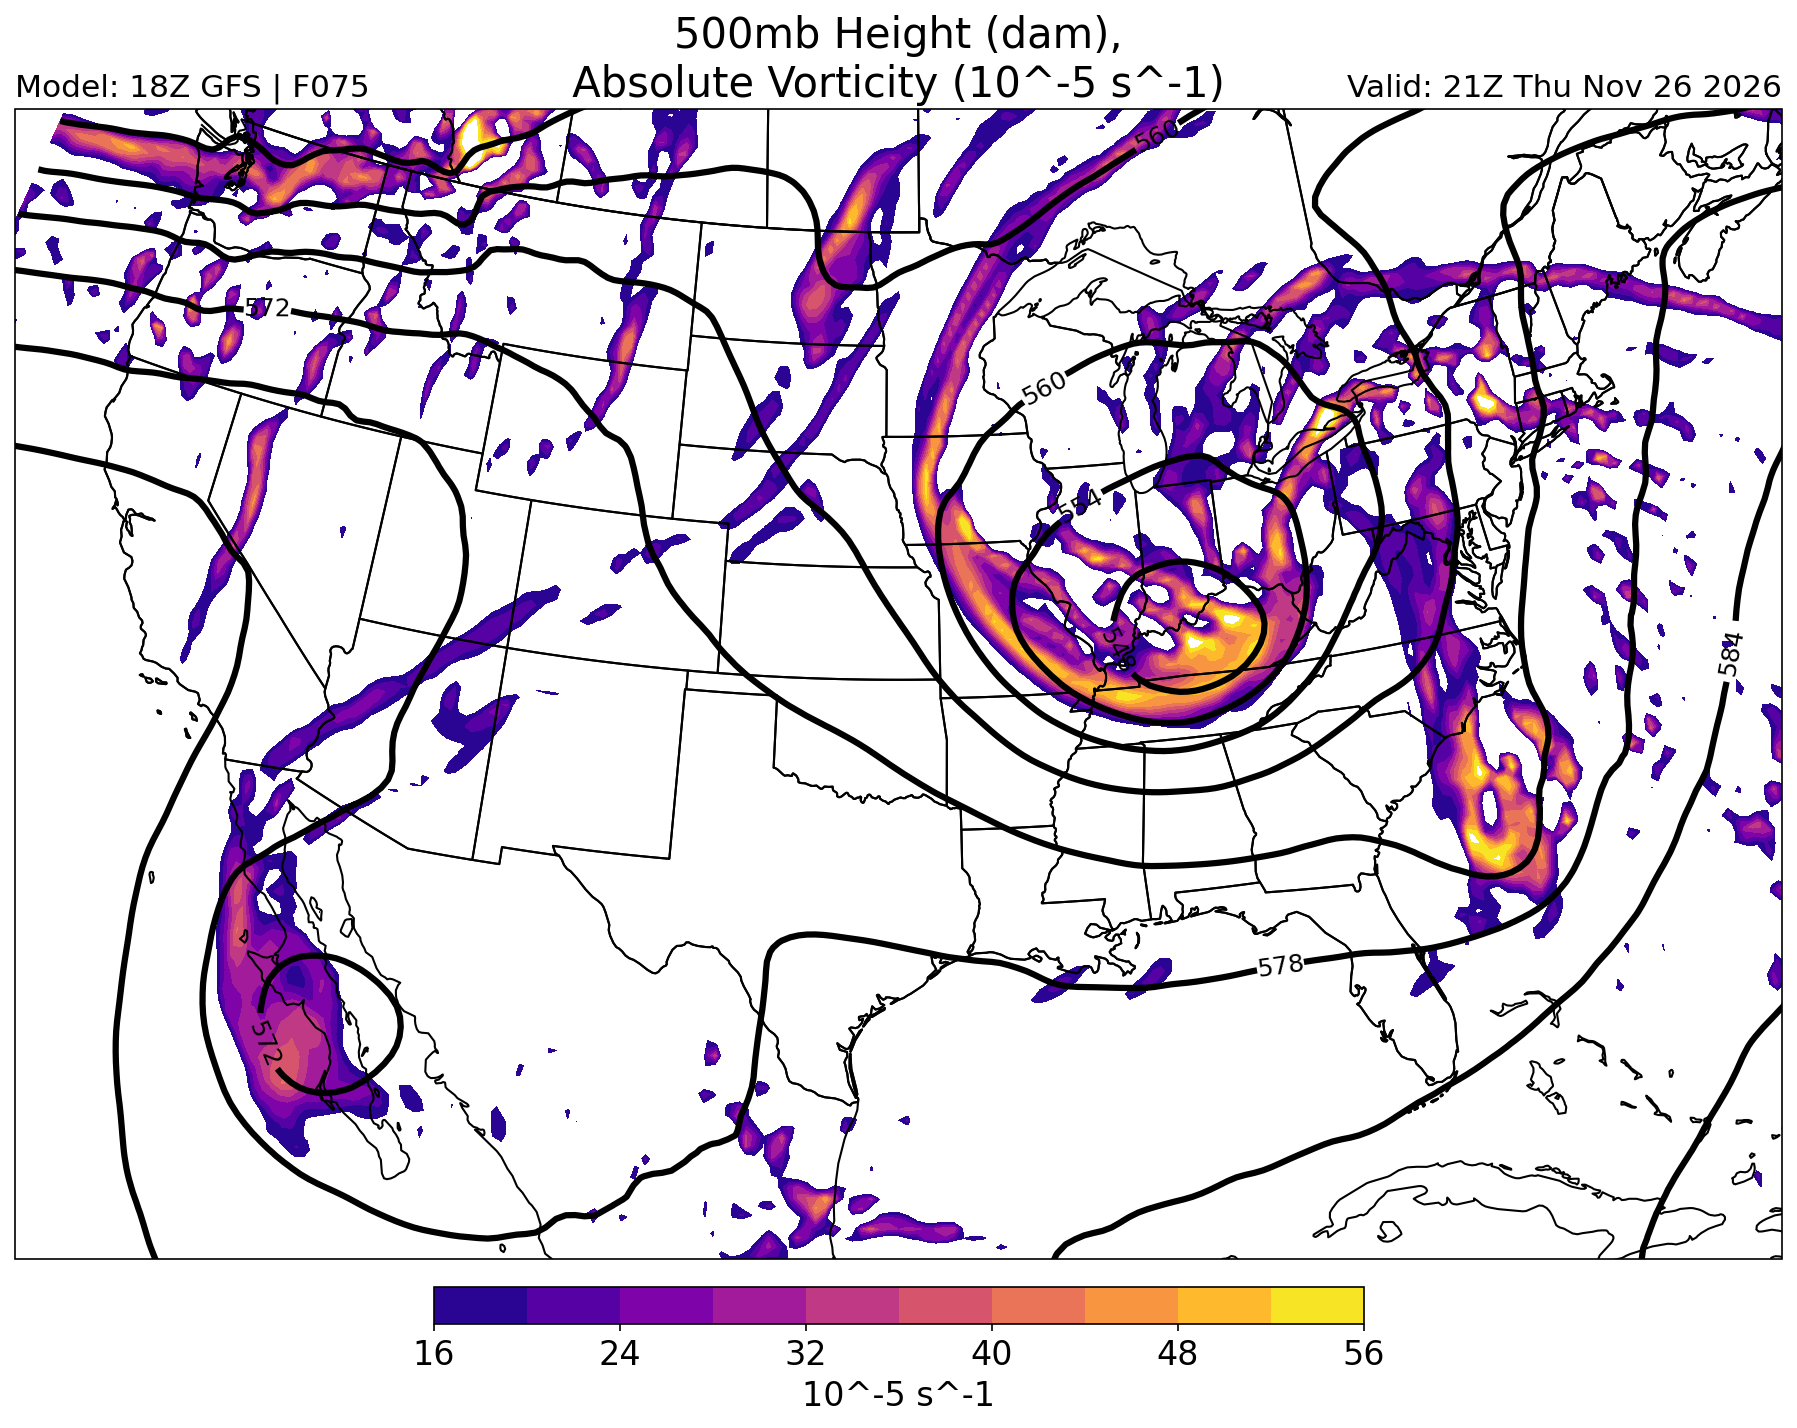 500mb Height (dam),
Absolute Vorticity (10^-5 s^-1)
Model: 18Z GFS | F075
Valid: 21Z Thu Nov 26 2026
560
572
560
554
548
584
578
572
16 24 32 40 48 56
10^-5 s^-1